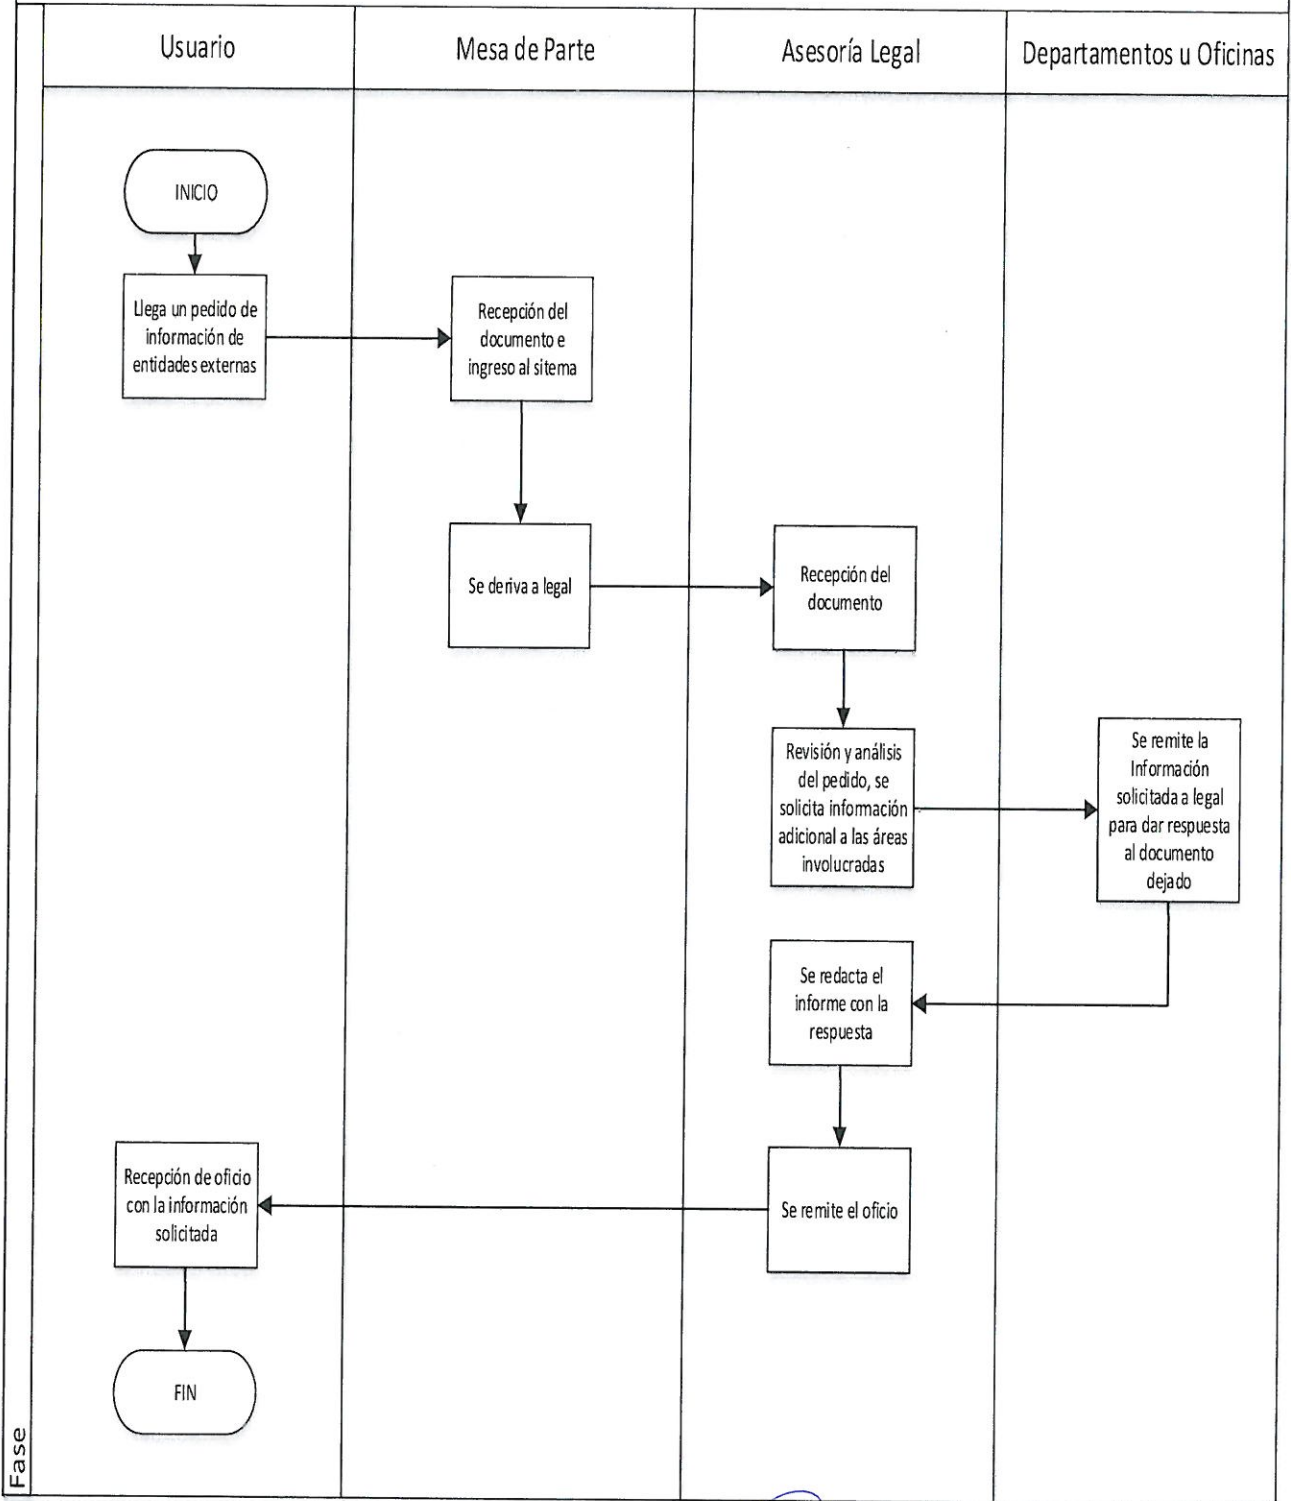 Usuario
Mesa de Parte
Asesoría Legal
Departamentos u Oficinas
INICIO
Llega un pedido de
información de
entidades externas
Recepción del
documento e
ingreso al sitema
Se deriva a legal
Recepción del
documento
Revisión y análisis
del pedido, se
solicita información
adicional a las áreas
involucradas
Se remite la
Información
solicitada a legal
para dar respuesta
al documento
dejado
Se redacta el
informe con la
respuesta
Se remite el oficio
Recepción de oficio
con la información
solicitada
FIN
Fase